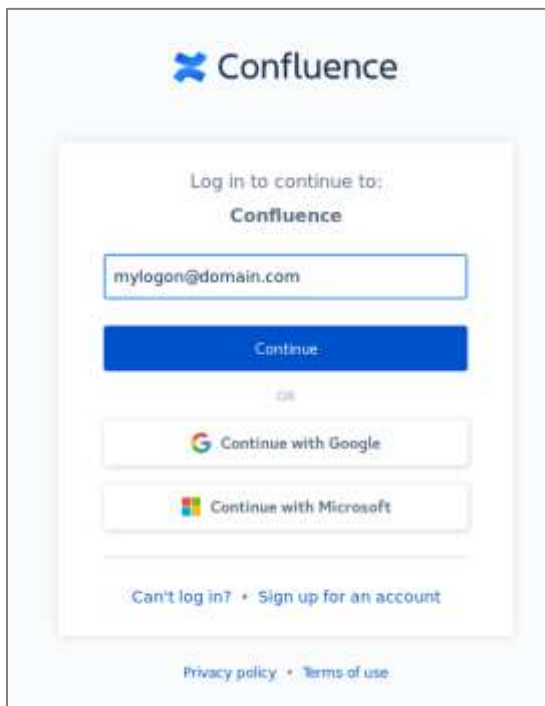 Confluence
Log in to continue to:
Confluence
mylogon@domain.com
Continue
OR
Continue with Google
Continue with Microsoft
Can't log in? • Sign up for an account
Privacy policy • Terms of use